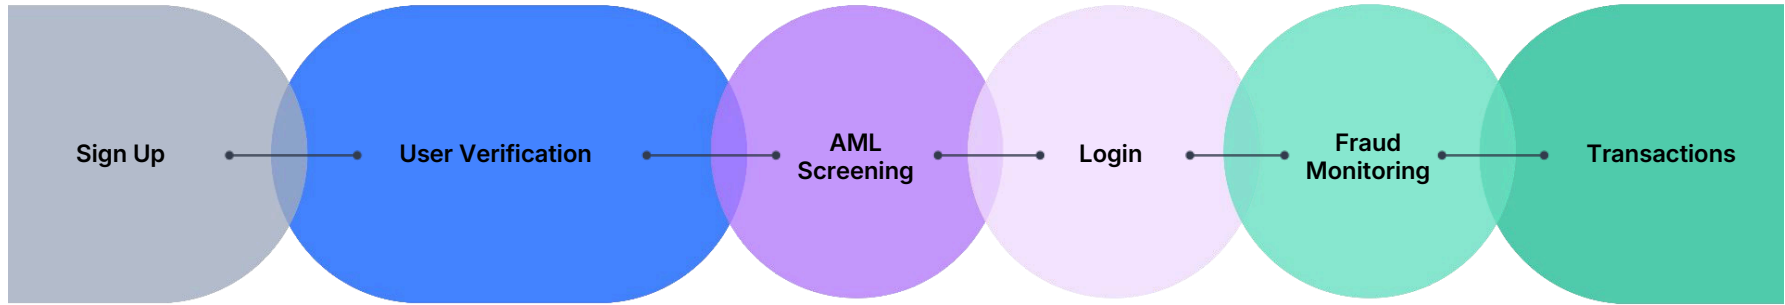 Sign Up
User Verification
AML
Screening
Login
Fraud
Monitoring
Transactions